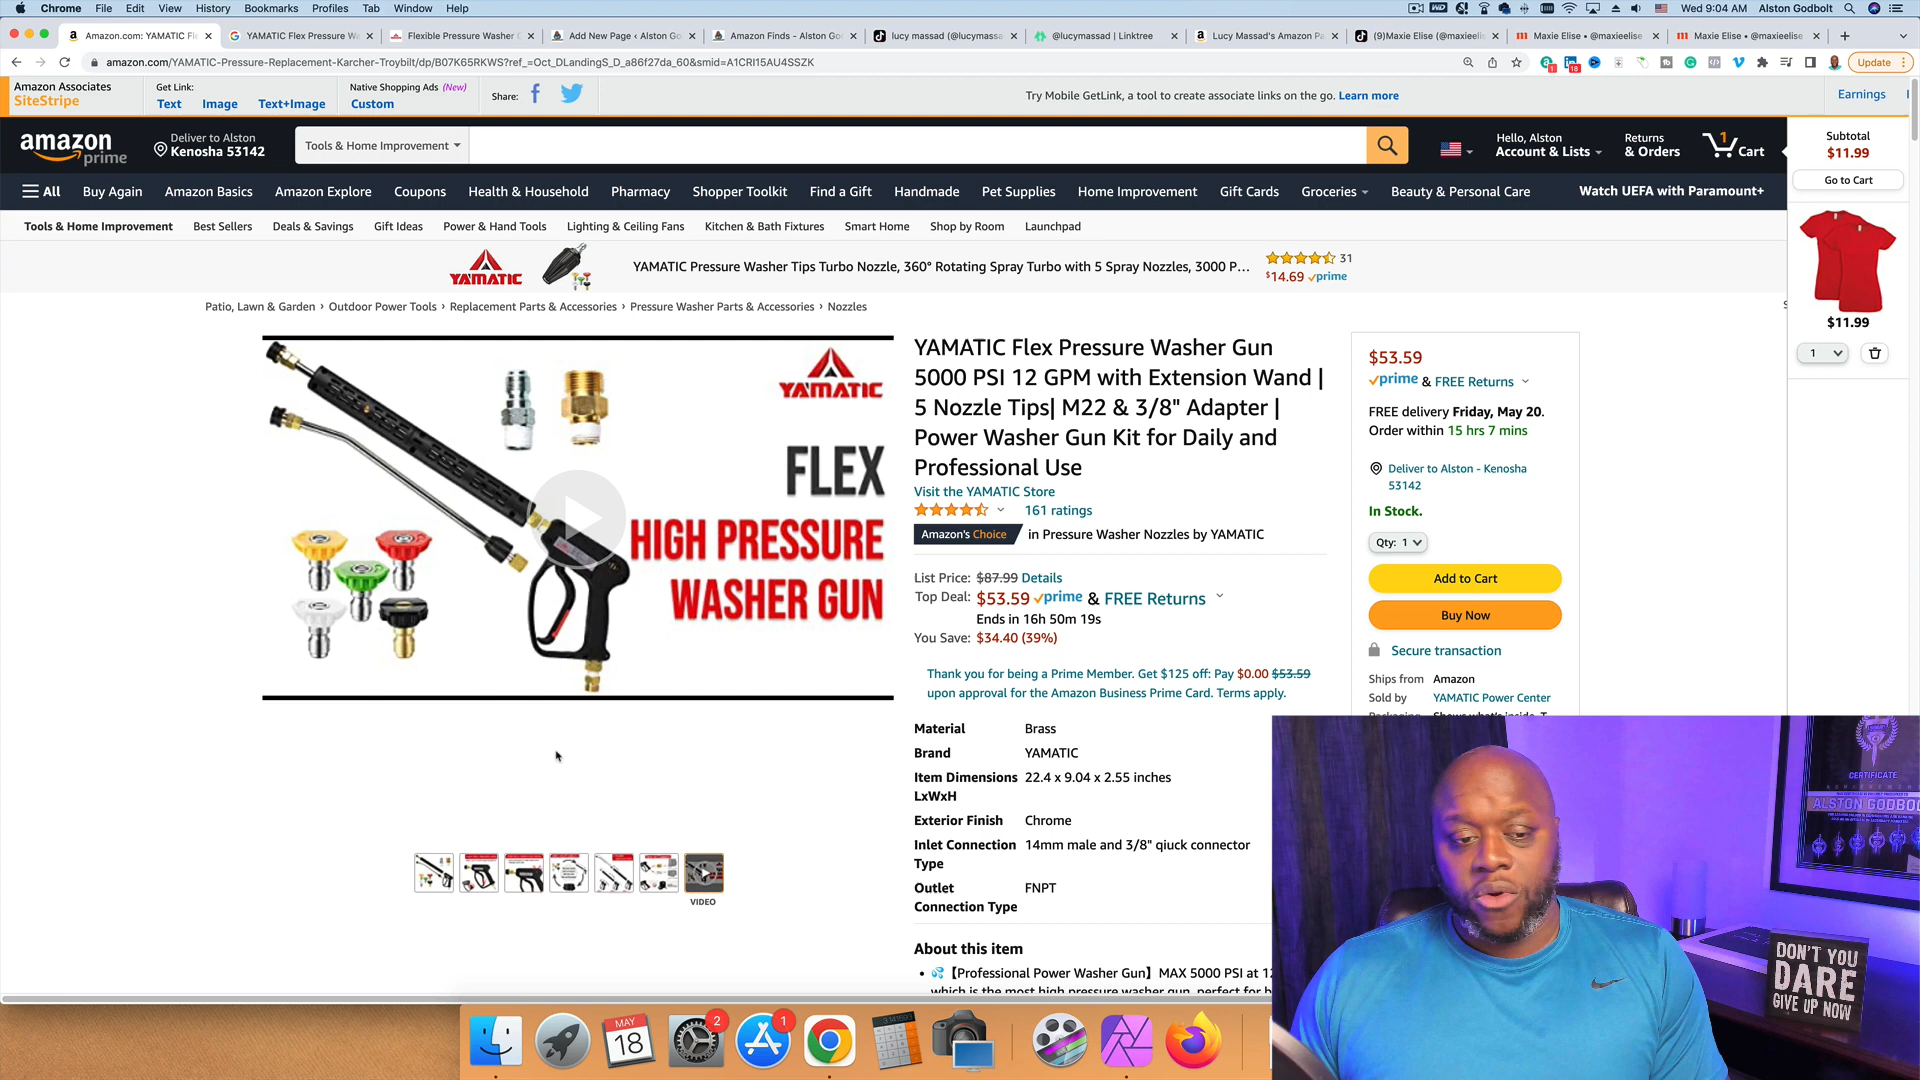 Chrome File Edit View History Bookmarks Profiles Tab Window Help
Wed 9:04 AM Alston Godbolt
Amazon.com: YAMATIC Fle
YAMATIC Flex Pressure Wa
Flexible Pressure Washer G
Add New Page ‹ Alston Go
Amazon Finds - Alston Go
lucy massad (@lucymassa
@lucymassad | Linktree
Lucy Massad's Amazon Pa
(9)Maxie Elise (@maxieelis
Maxie Elise • @maxieelise
Maxie Elise • @maxieelise
amazon.com/YAMATIC-Pressure-Replacement-Karcher-Troybilt/dp/B07K65RKWS?ref_=Oct_DLandingS_D_a86f27da_60&smid=A1CRI15AU4SSZK
Update
Amazon Associates
SiteStripe
Get Link:
Text Image Text+Image
Native Shopping Ads (New)
Custom
Share:
Try Mobile GetLink, a tool to create associate links on the go. Learn more
Earnings
amazon
prime
Deliver to Alston
Kenosha 53142
Tools & Home Improvement
Hello, Alston
Account & Lists
Returns
& Orders
1
Cart
Subtotal
$11.99
Go to Cart
$11.99
1
All Buy Again Amazon Basics Amazon Explore Coupons Health & Household Pharmacy Shopper Toolkit Find a Gift Handmade Pet Supplies Home Improvement Gift Cards Groceries Beauty & Personal Care Watch UEFA with Paramount+
Tools & Home Improvement Best Sellers Deals & Savings Gift Ideas Power & Hand Tools Lighting & Ceiling Fans Kitchen & Bath Fixtures Smart Home Shop by Room Launchpad
YAMATIC
YAMATIC Pressure Washer Tips Turbo Nozzle, 360° Rotating Spray Turbo with 5 Spray Nozzles, 3000 P...
31
$14.69 prime
Patio, Lawn & Garden › Outdoor Power Tools › Replacement Parts & Accessories › Pressure Washer Parts & Accessories › Nozzles
YAMATIC
FLEX
HIGH PRESSURE
WASHER GUN
VIDEO
YAMATIC Flex Pressure Washer Gun
5000 PSI 12 GPM with Extension Wand |
5 Nozzle Tips| M22 & 3/8" Adapter |
Power Washer Gun Kit for Daily and
Professional Use
Visit the YAMATIC Store
161 ratings
Amazon's Choice in Pressure Washer Nozzles by YAMATIC
List Price: $87.99 Details
Top Deal: $53.59 prime & FREE Returns
Ends in 16h 50m 19s
You Save: $34.40 (39%)
Thank you for being a Prime Member. Get $125 off: Pay $0.00 $53.59
upon approval for the Amazon Business Prime Card. Terms apply.
Material Brass
Brand YAMATIC
Item Dimensions 22.4 x 9.04 x 2.55 inches
LxWxH
Exterior Finish Chrome
Inlet Connection 14mm male and 3/8" qiuck connector
Type
Outlet FNPT
Connection Type
About this item
• 【Professional Power Washer Gun】MAX 5000 PSI at 12
which is the most high pressure washer gun, perfect for
$53.59
prime & FREE Returns
FREE delivery Friday, May 20.
Order within 15 hrs 7 mins
Deliver to Alston - Kenosha
53142
In Stock.
Qty: 1
Add to Cart
Buy Now
Secure transaction
Ships from Amazon
Sold by YAMATIC Power Center
Packaging Shows what's inside. T
CERTIFICATE
ALSTON GODBO
DON'T YOU
DARE
GIVE UP NOW
MAY
18
2
1